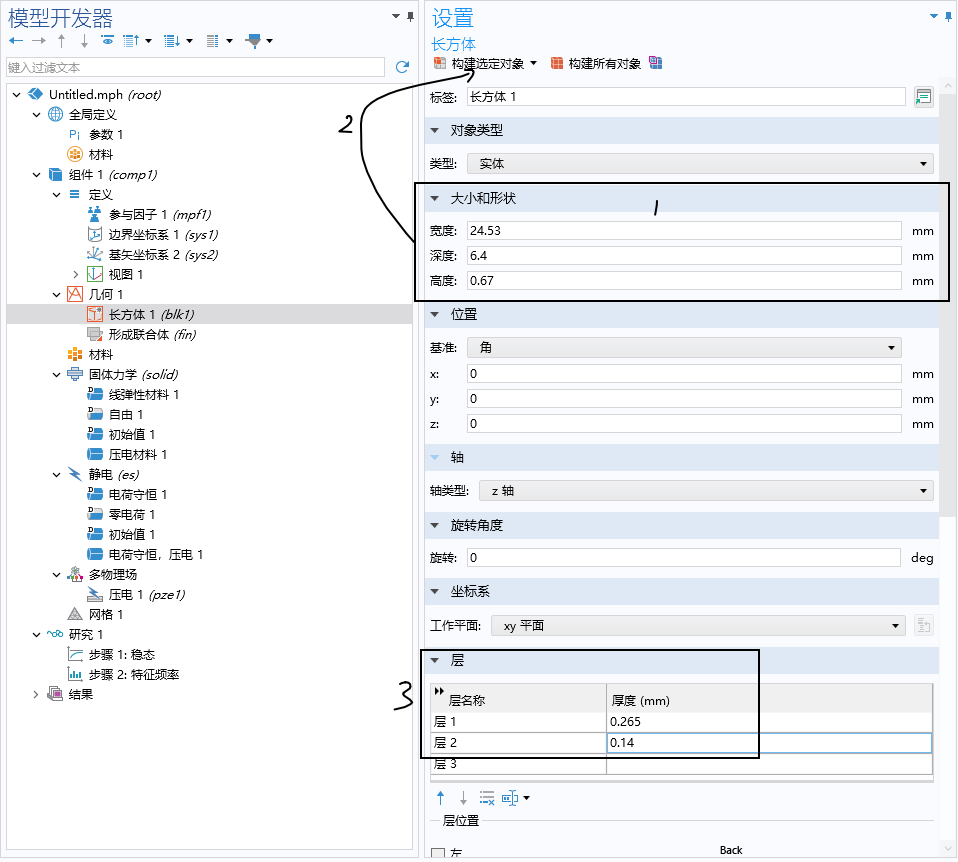 模型开发器
键入过滤文本
Untitled.mph (root)
全局定义
Pi 参数 1
材料
组件 1 (comp1)
定义
参与因子 1 (mpf1)
边界坐标系 1 (sys1)
基矢坐标系 2 (sys2)
视图 1
几何 1
长方体 1 (blk1)
形成联合体 (fin)
材料
固体力学 (solid)
线弹性材料 1
自由 1
初始值 1
压电材料 1
静电 (es)
电荷守恒 1
零电荷 1
初始值 1
电荷守恒，压电 1
多物理场
压电 1 (pze1)
网格 1
研究 1
步骤 1: 稳态
步骤 2: 特征频率
结果
设置
长方体
构建选定对象 构建所有对象
标签: 长方体 1
2
对象类型
类型: 实体
大小和形状
1
宽度: 24.53 mm
深度: 6.4 mm
高度: 0.67 mm
位置
基准: 角
x: 0 mm
y: 0 mm
z: 0 mm
轴
轴类型: z 轴
旋转角度
旋转: 0 deg
坐标系
工作平面: xy 平面
层
3
层名称 厚度 (mm)
层 1 0.265
层 2 0.14
层 3
层位置
左
Back